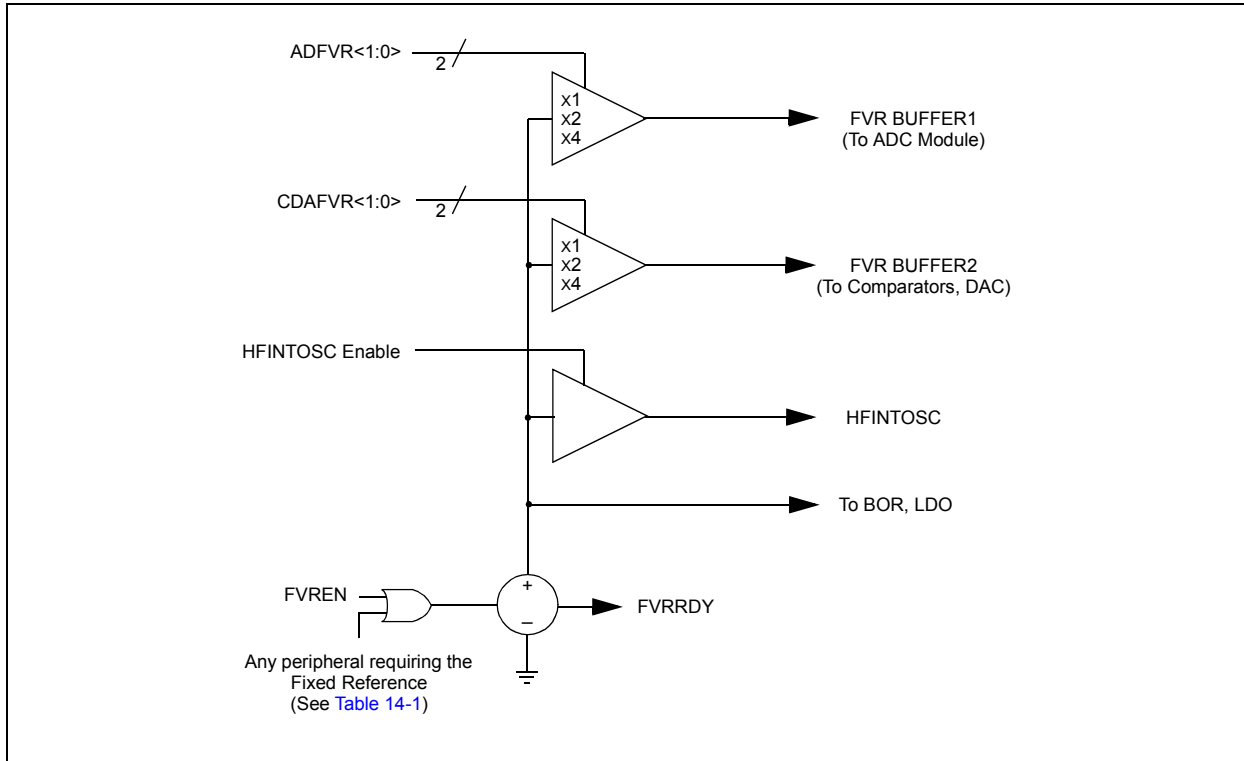 ADFVR<1:0>
2
X1
X2
X4
FVR BUFFER1
(To ADC Module)
CDAFVR<1:0>
2
X1
X2
X4
FVR BUFFER2
(To Comparators, DAC)
HFINTOSC Enable
HFINTOSC
To BOR, LDO
FVREN
+
–
FVRRDY
Any peripheral requiring the
Fixed Reference
(See Table 14-1)